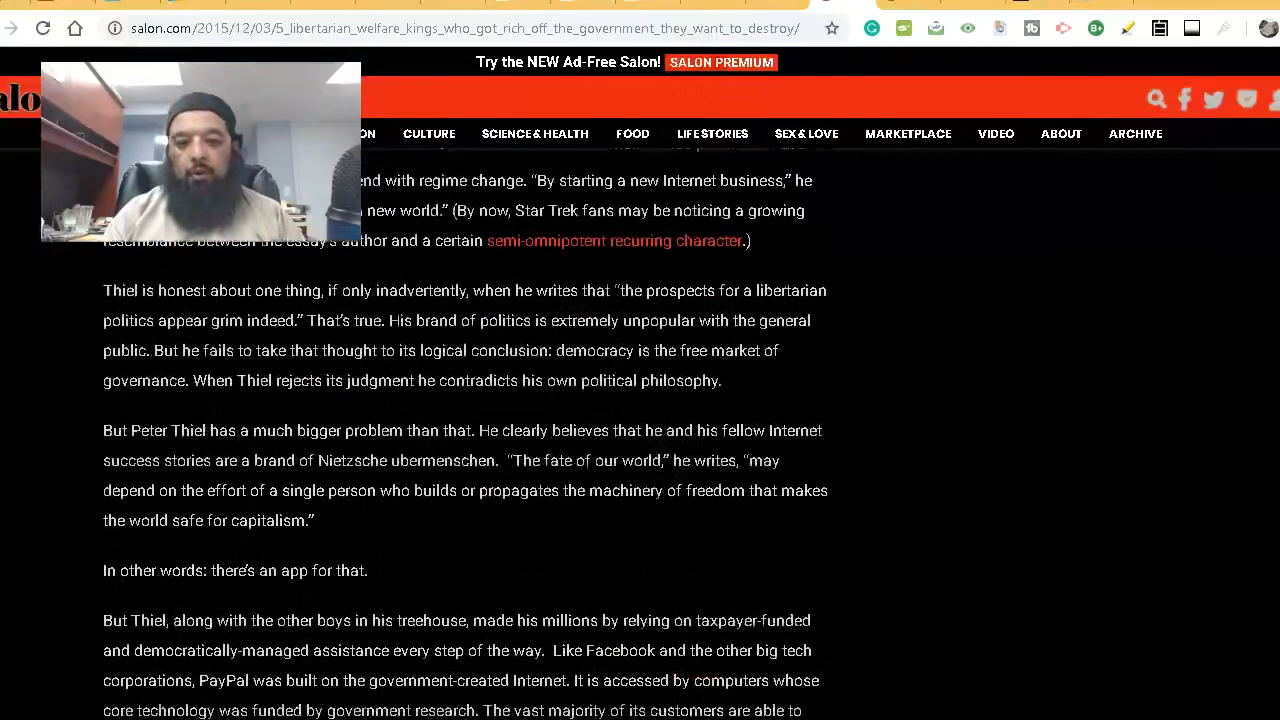 salon.com/2015/12/03/5_libertarian_welfare_kings_who_got_rich_off_the_government_they_want_to_destroy/
Try the NEW Ad-Free Salon! SALON PREMIUM
alo
ON CULTURE SCIENCE & HEALTH FOOD LIFE STORIES SEX & LOVE MARKETPLACE VIDEO ABOUT ARCHIVE
end with regime change. “By starting a new Internet business,” he
new world.” (By now, Star Trek fans may be noticing a growing
resemblance between the essay’s author and a certain semi-omnipotent recurring character.)
Thiel is honest about one thing, if only inadvertently, when he writes that “the prospects for a libertarian
politics appear grim indeed.” That’s true. His brand of politics is extremely unpopular with the general
public. But he fails to take that thought to its logical conclusion: democracy is the free market of
governance. When Thiel rejects its judgment he contradicts his own political philosophy.
But Peter Thiel has a much bigger problem than that. He clearly believes that he and his fellow Internet
success stories are a brand of Nietzsche ubermenschen. “The fate of our world,” he writes, “may
depend on the effort of a single person who builds or propagates the machinery of freedom that makes
the world safe for capitalism.”
In other words: there’s an app for that.
But Thiel, along with the other boys in his treehouse, made his millions by relying on taxpayer-funded
and democratically-managed assistance every step of the way. Like Facebook and the other big tech
corporations, PayPal was built on the government-created Internet. It is accessed by computers whose
core technology was funded by government research. The vast majority of its customers are able to